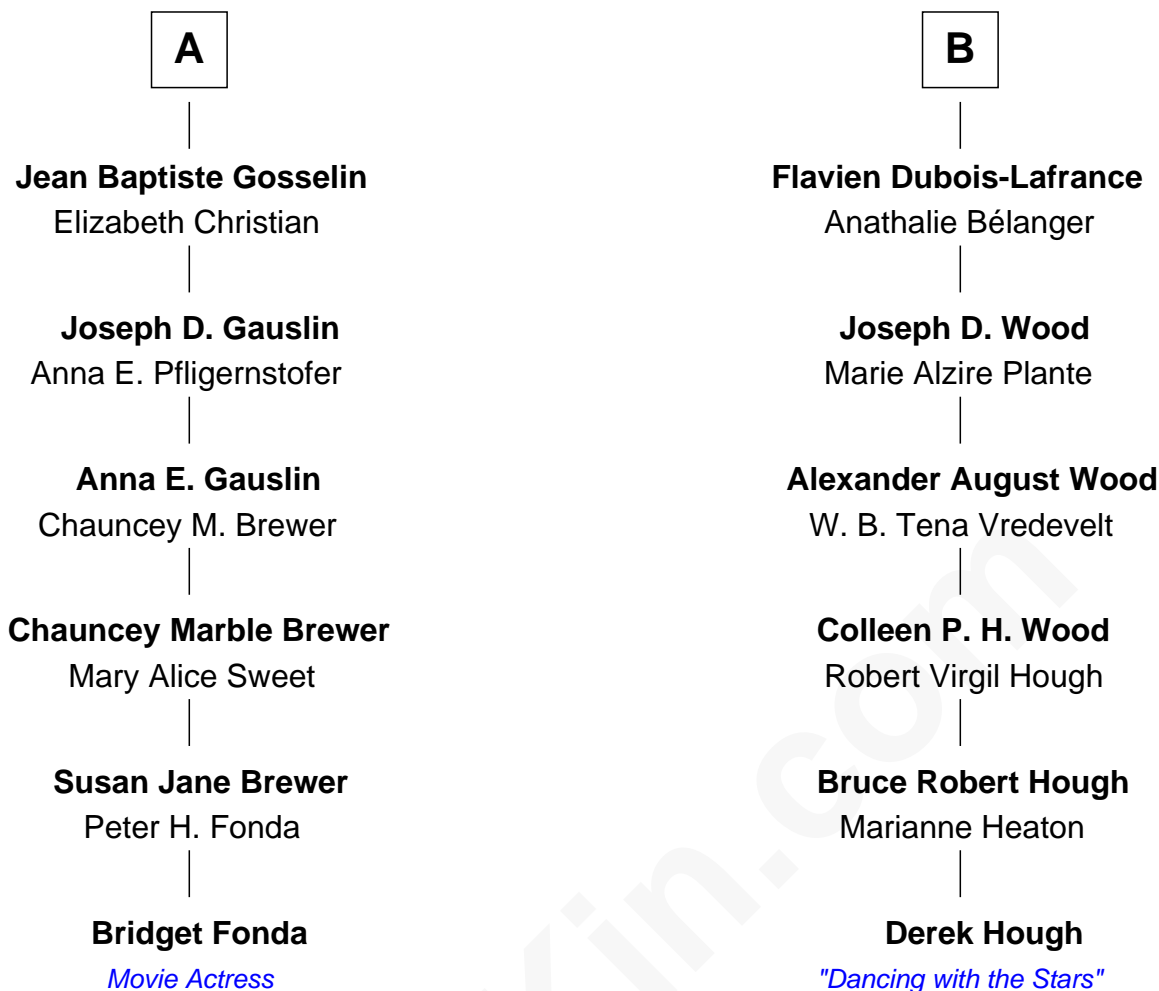 A
Jean Baptiste Gosselin
Elizabeth Christian
Joseph D. Gauslin
Anna E. Pfligernstofer
Anna E. Gauslin
Chauncey M. Brewer
Chauncey Marble Brewer
Mary Alice Sweet
Susan Jane Brewer
Peter H. Fonda
Bridget Fonda
Movie Actress
B
Flavien Dubois-Lafrance
Anathalie Bélanger
Joseph D. Wood
Marie Alzire Plante
Alexander August Wood
W. B. Tena Vredevelt
Colleen P. H. Wood
Robert Virgil Hough
Bruce Robert Hough
Marianne Heaton
Derek Hough
"Dancing with the Stars"
Kin.com